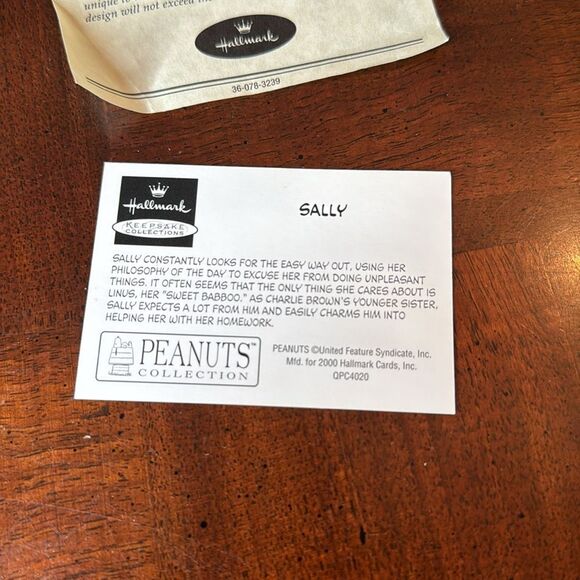 unique to
design will not exceed the
Hallmark
36-078-3239
Hallmark
KEEPSAKE
COLLECTIONS
SALLY
SALLY CONSTANTLY LOOKS FOR THE EASY WAY OUT, USING HER
PHILOSOPHY OF THE DAY TO EXCUSE HER FROM DOING UNPLEASANT
THINGS. IT OFTEN SEEMS THAT THE ONLY THING SHE CARES ABOUT IS
LINUS, HER "SWEET BABBOO." AS CHARLIE BROWN'S YOUNGER SISTER,
SALLY EXPECTS A LOT FROM HIM AND EASILY CHARMS HIM INTO
HELPING HER WITH HER HOMEWORK.
PEANUTS™
COLLECTION
PEANUTS ©United Feature Syndicate, Inc.
Mfd. for 2000 Hallmark Cards, Inc.
QPC4020